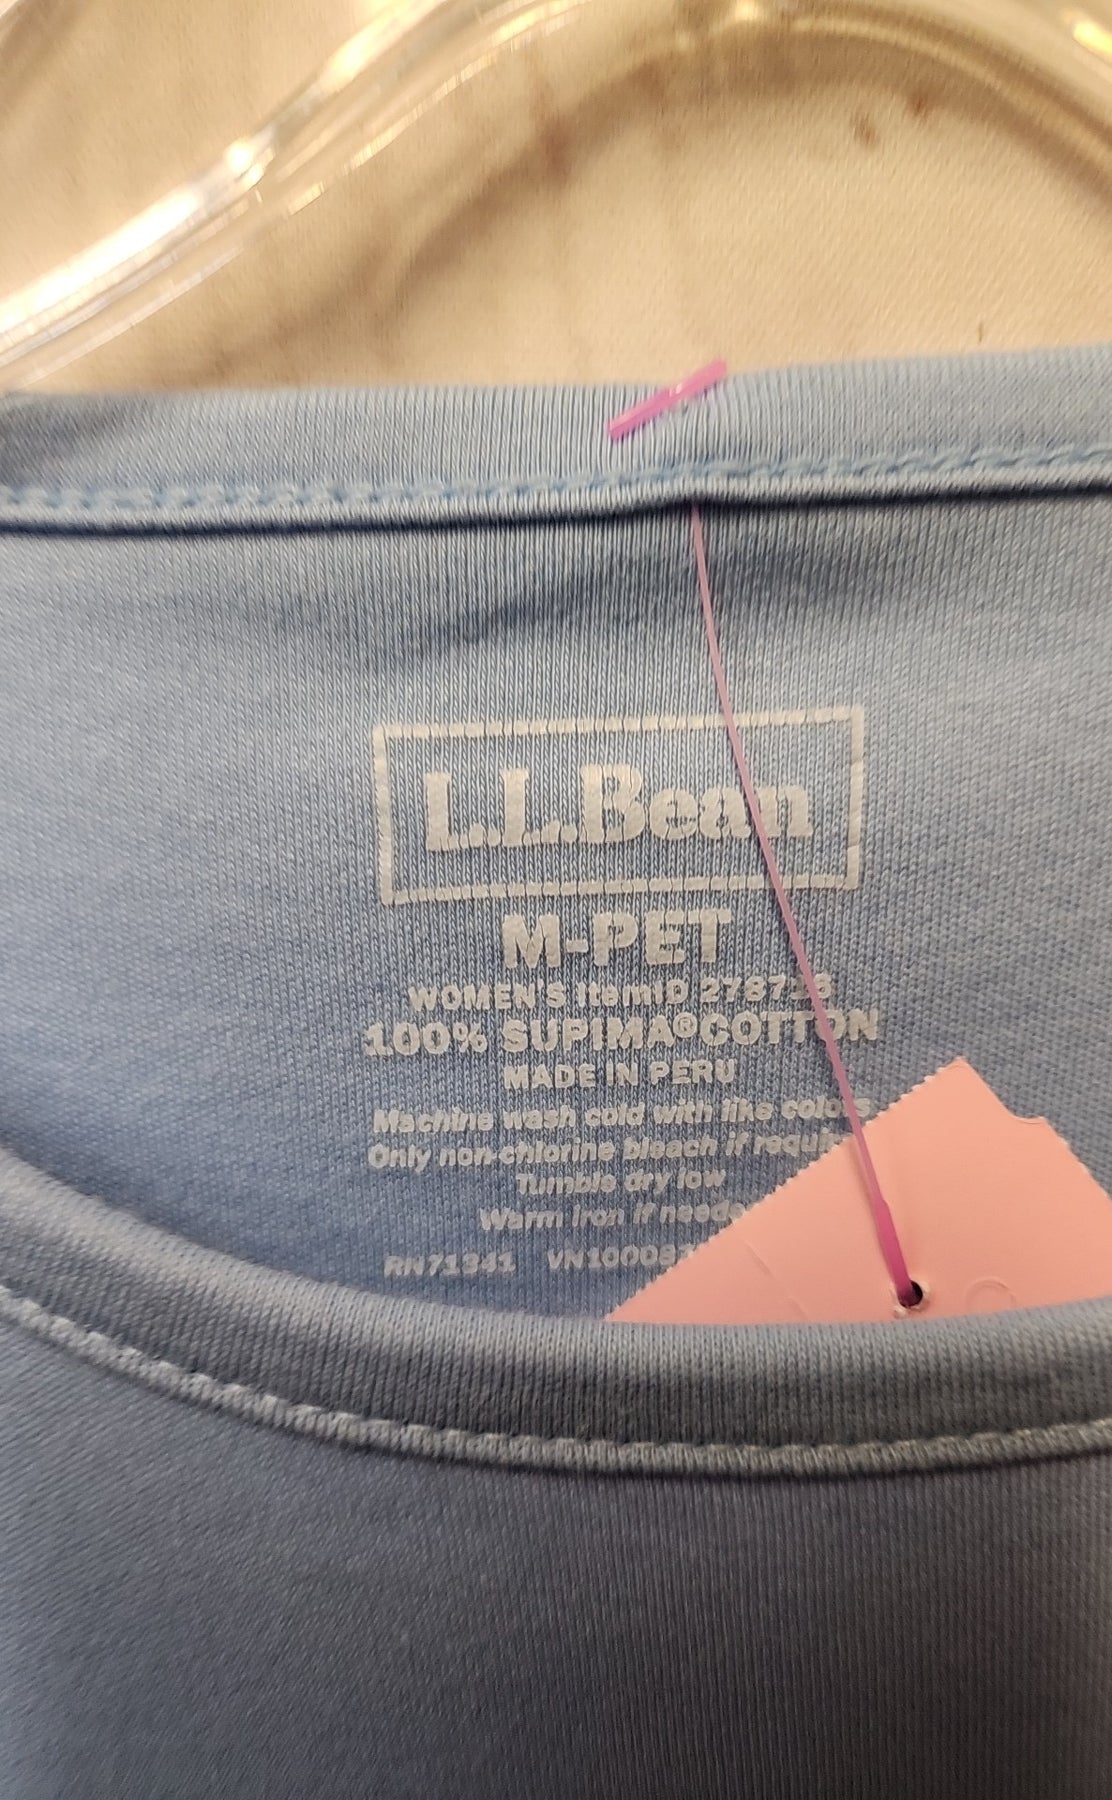 L.L.Bean
M-PET
WOMEN'S ItemID
100% SUPIMA® COTTON
MADE IN PERU
Machine wash cold with like colors
Only non-chlorine bleach if
Tumble dry low
Warm iron if
RN71341